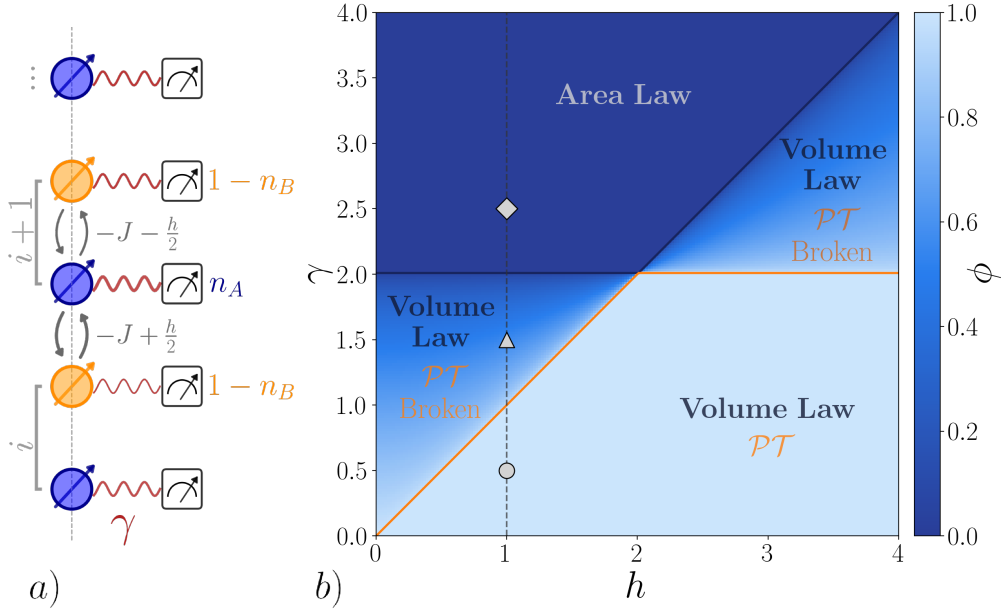 ⋮
1 − n_B
i + 1
−J − h/2
n_A
−J + h/2
1 − n_B
i
γ
a)
4.0
3.5
3.0
2.5
2.0
1.5
1.0
0.5
0.0
γ
0
1
2
3
4
h
b)
Area Law
Volume
Law
𝒫𝒯
Broken
Volume
Law
𝒫𝒯
Broken
Volume Law
𝒫𝒯
1.0
0.8
0.6
0.4
0.2
0.0
ϕ